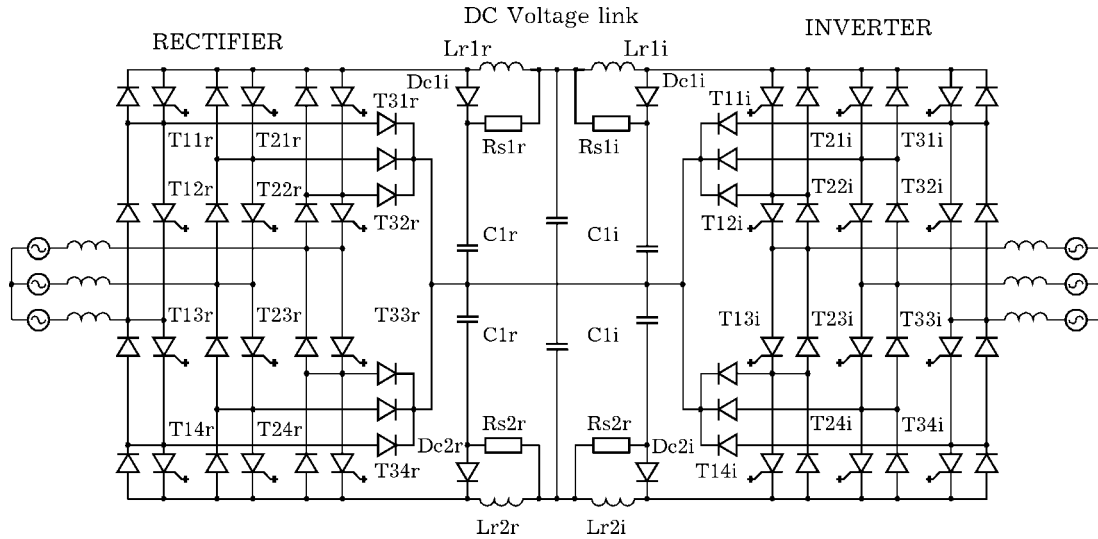 DC Voltage link
RECTIFIER
INVERTER
Lr1r
Lr1i
Dc1i
Dc1i
T31r
T11i
T11r
T21r
Rs1r
Rs1i
T21i
T31i
T12r
T22r
T32r
T22i
T32i
T12i
C1r
C1i
T13r
T23r
T33r
C1r
C1i
T13i
T23i
T33i
T14r
T24r
Dc2r
Rs2r
Rs2r
Dc2i
T24i
T34i
T34r
T14i
Lr2r
Lr2i